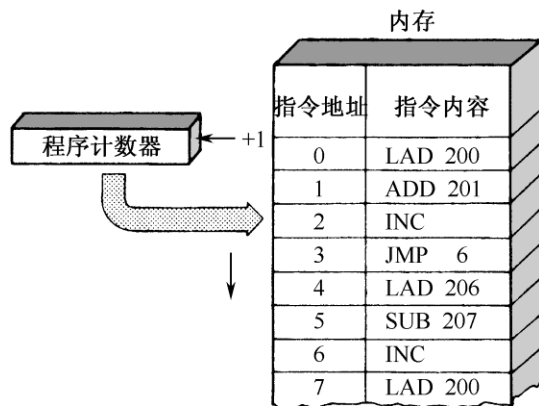 内存
指令地址 指令内容
程序计数器 +1
0 LAD 200
1 ADD 201
2 INC
3 JMP 6
4 LAD 206
5 SUB 207
6 INC
7 LAD 200